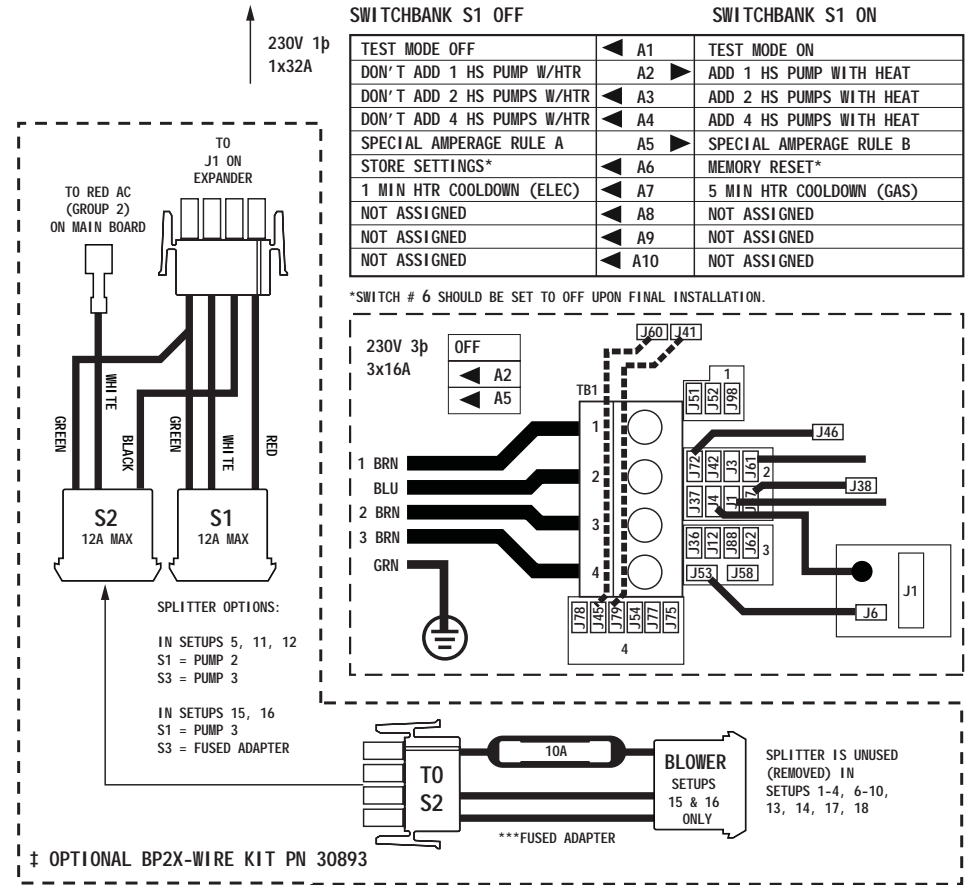 SWITCHBANK S1 OFF SWITCHBANK S1 ON
230V 1þ
1x32A
TEST MODE OFF ◀ A1 TEST MODE ON
DON'T ADD 1 HS PUMP W/HTR A2 ▶ ADD 1 HS PUMP WITH HEAT
DON'T ADD 2 HS PUMPS W/HTR ◀ A3 ADD 2 HS PUMPS WITH HEAT
DON'T ADD 4 HS PUMPS W/HTR ◀ A4 ADD 4 HS PUMPS WITH HEAT
SPECIAL AMPERAGE RULE A A5 ▶ SPECIAL AMPERAGE RULE B
STORE SETTINGS* ◀ A6 MEMORY RESET*
1 MIN HTR COOLDOWN (ELEC) ◀ A7 5 MIN HTR COOLDOWN (GAS)
NOT ASSIGNED ◀ A8 NOT ASSIGNED
NOT ASSIGNED ◀ A9 NOT ASSIGNED
NOT ASSIGNED ◀ A10 NOT ASSIGNED
*SWITCH # 6 SHOULD BE SET TO OFF UPON FINAL INSTALLATION.
TO
J1 ON
EXPANDER
TO RED AC
(GROUP 2)
ON MAIN BOARD
GREEN
WHITE
BLACK
GREEN
WHITE
RED
S2
12A MAX
S1
12A MAX
SPLITTER OPTIONS:
IN SETUPS 5, 11, 12
S1 = PUMP 2
S3 = PUMP 3
IN SETUPS 15, 16
S1 = PUMP 3
S3 = FUSED ADAPTER
230V 3þ
3x16A
OFF
◀ A2
◀ A5
J60 J41
TB1
1
2
3
4
1 BRN
BLU
2 BRN
3 BRN
GRN
1
J51 J52 J98
J46
J72 J42 J3 J61
2
J38
J37 J4 J1
J36 J12 J88 J62
3
J53 J58
J1
J6
J78 J45 J79 J54 J77 J75
4
TO
S2
10A
BLOWER
SETUPS
15 & 16
ONLY
***FUSED ADAPTER
SPLITTER IS UNUSED
(REMOVED) IN
SETUPS 1-4, 6-10,
13, 14, 17, 18
‡ OPTIONAL BP2X-WIRE KIT PN 30893